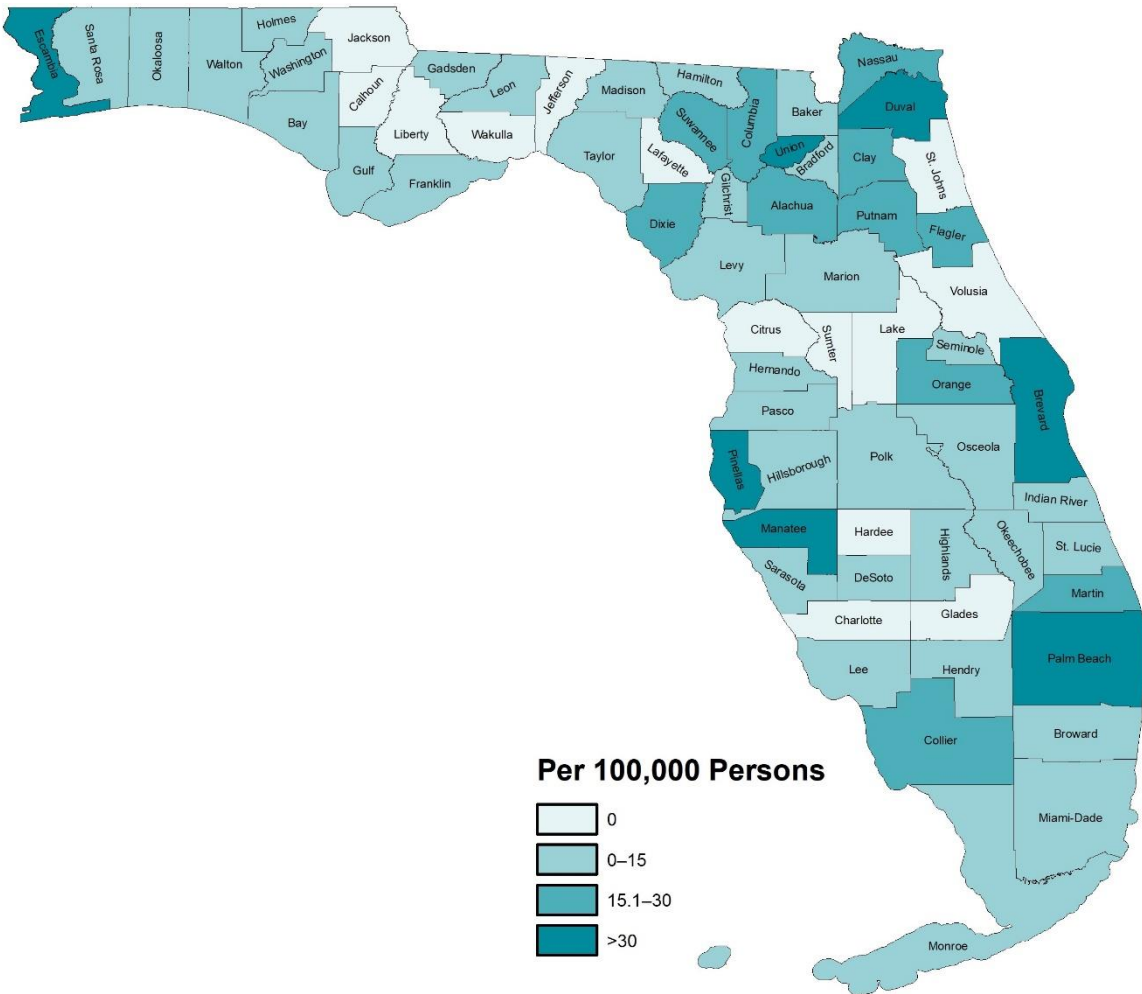 Escambia
Santa Rosa
Okaloosa
Walton
Holmes
Washington
Jackson
Bay
Calhoun
Gulf
Liberty
Gadsden
Franklin
Leon
Wakulla
Jefferson
Madison
Taylor
Hamilton
Suwannee
Lafayette
Columbia
Dixie
Gilchrist
Baker
Union
Bradford
Alachua
Nassau
Duval
Clay
St. Johns
Putnam
Flagler
Levy
Marion
Volusia
Citrus
Sumter
Lake
Seminole
Hernando
Orange
Brevard
Pasco
Pinellas
Hillsborough
Polk
Osceola
Indian River
Manatee
Hardee
Highlands
Okeechobee
St. Lucie
Sarasota
DeSoto
Martin
Charlotte
Glades
Lee
Hendry
Palm Beach
Collier
Broward
Miami-Dade
Monroe
Per 100,000 Persons
0
0–15
15.1–30
>30